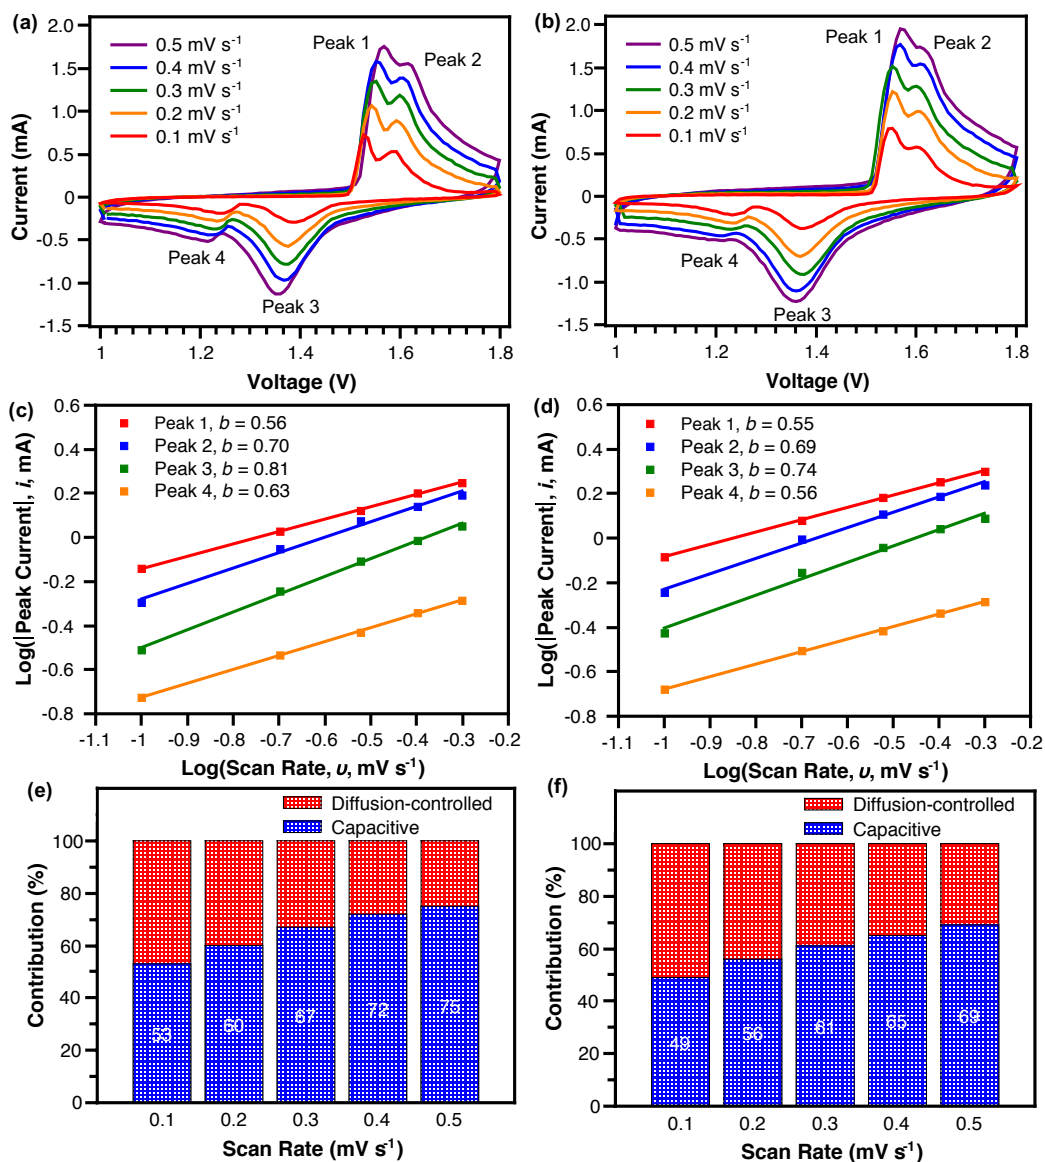 (a)
2.0
1.5
1.0
0.5
0
-0.5
-1.0
-1.5
Current (mA)
0.5 mV s⁻¹
0.4 mV s⁻¹
0.3 mV s⁻¹
0.2 mV s⁻¹
0.1 mV s⁻¹
Peak 1
Peak 2
Peak 4
Peak 3
1 1.2 1.4 1.6 1.8
Voltage (V)
(b)
2.0
1.5
1.0
0.5
0
-0.5
-1.0
-1.5
Current (mA)
0.5 mV s⁻¹
0.4 mV s⁻¹
0.3 mV s⁻¹
0.2 mV s⁻¹
0.1 mV s⁻¹
Peak 1
Peak 2
Peak 4
Peak 3
1 1.2 1.4 1.6 1.8
Voltage (V)
(c)
0.6
0.4
0.2
0
-0.2
-0.4
-0.6
-0.8
Log(|Peak Current|, i, mA)
Peak 1, b = 0.56
Peak 2, b = 0.70
Peak 3, b = 0.81
Peak 4, b = 0.63
-1.1 -1 -0.9 -0.8 -0.7 -0.6 -0.5 -0.4 -0.3 -0.2
Log(Scan Rate, υ, mV s⁻¹)
(d)
0.6
0.4
0.2
0
-0.2
-0.4
-0.6
-0.8
Log(|Peak Current|, i, mA)
Peak 1, b = 0.55
Peak 2, b = 0.69
Peak 3, b = 0.74
Peak 4, b = 0.56
-1.1 -1 -0.9 -0.8 -0.7 -0.6 -0.5 -0.4 -0.3 -0.2
Log(Scan Rate, υ, mV s⁻¹)
(e)
Diffusion-controlled
Capacitive
100
80
60
40
20
0
Contribution (%)
53 60 67 72 75
0.1 0.2 0.3 0.4 0.5
Scan Rate (mV s⁻¹)
(f)
Diffusion-controlled
Capacitive
100
80
60
40
20
0
Contribution (%)
49 56 61 65 69
0.1 0.2 0.3 0.4 0.5
Scan Rate (mV s⁻¹)